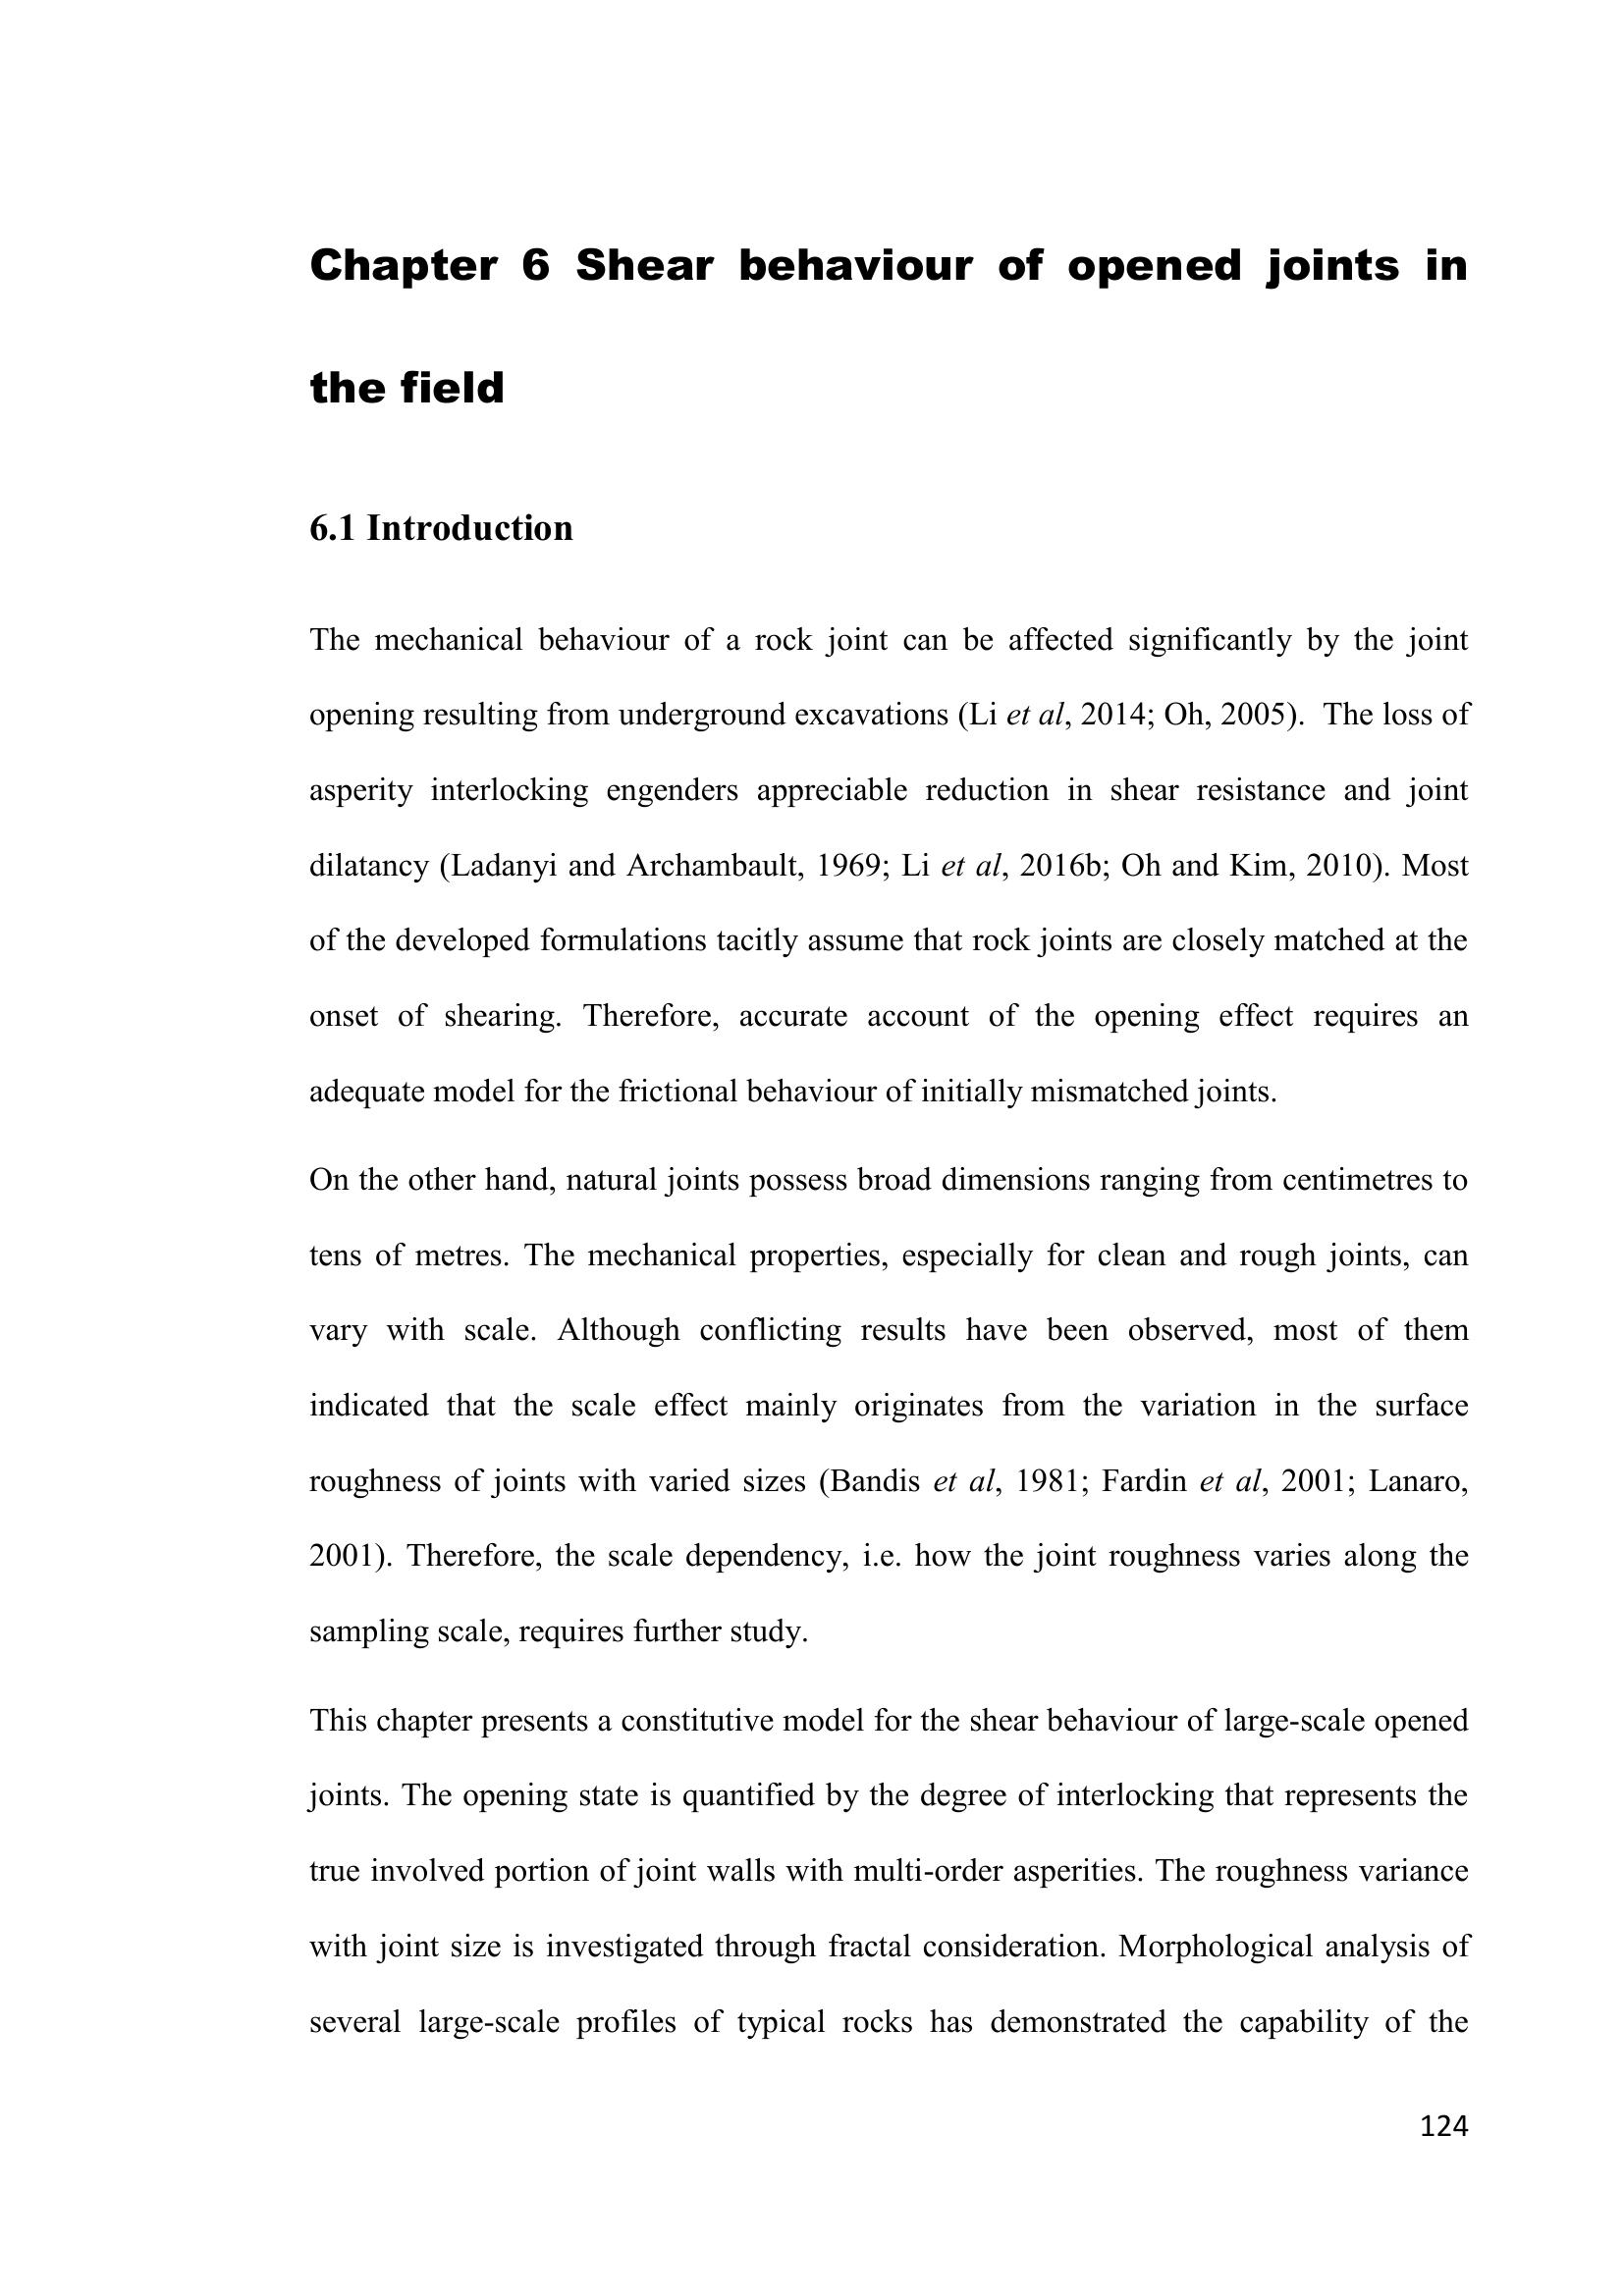 Chapter 6 Shear behaviour of opened joints in
the field
6.1 Introduction
The mechanical behaviour of a rock joint can be affected significantly by the joint
opening resulting from underground excavations (Li et al, 2014; Oh, 2005).  The loss of
asperity interlocking engenders appreciable reduction in shear resistance and joint
dilatancy (Ladanyi and Archambault, 1969; Li et al, 2016b; Oh and Kim, 2010). Most
of the developed formulations tacitly assume that rock joints are closely matched at the
onset of shearing. Therefore, accurate account of the opening effect requires an
adequate model for the frictional behaviour of initially mismatched joints.
On the other hand, natural joints possess broad dimensions ranging from centimetres to
tens of metres. The mechanical properties, especially for clean and rough joints, can
vary with scale. Although conflicting results have been observed, most of them
indicated that the scale effect mainly originates from the variation in the surface
roughness of joints with varied sizes (Bandis et al, 1981; Fardin et al, 2001; Lanaro,
2001). Therefore, the scale dependency, i.e. how the joint roughness varies along the
sampling scale, requires further study.
This chapter presents a constitutive model for the shear behaviour of large-scale opened
joints. The opening state is quantified by the degree of interlocking that represents the
true involved portion of joint walls with multi-order asperities. The roughness variance
with joint size is investigated through fractal consideration. Morphological analysis of
several large-scale profiles of typical rocks has demonstrated the capability of the
124